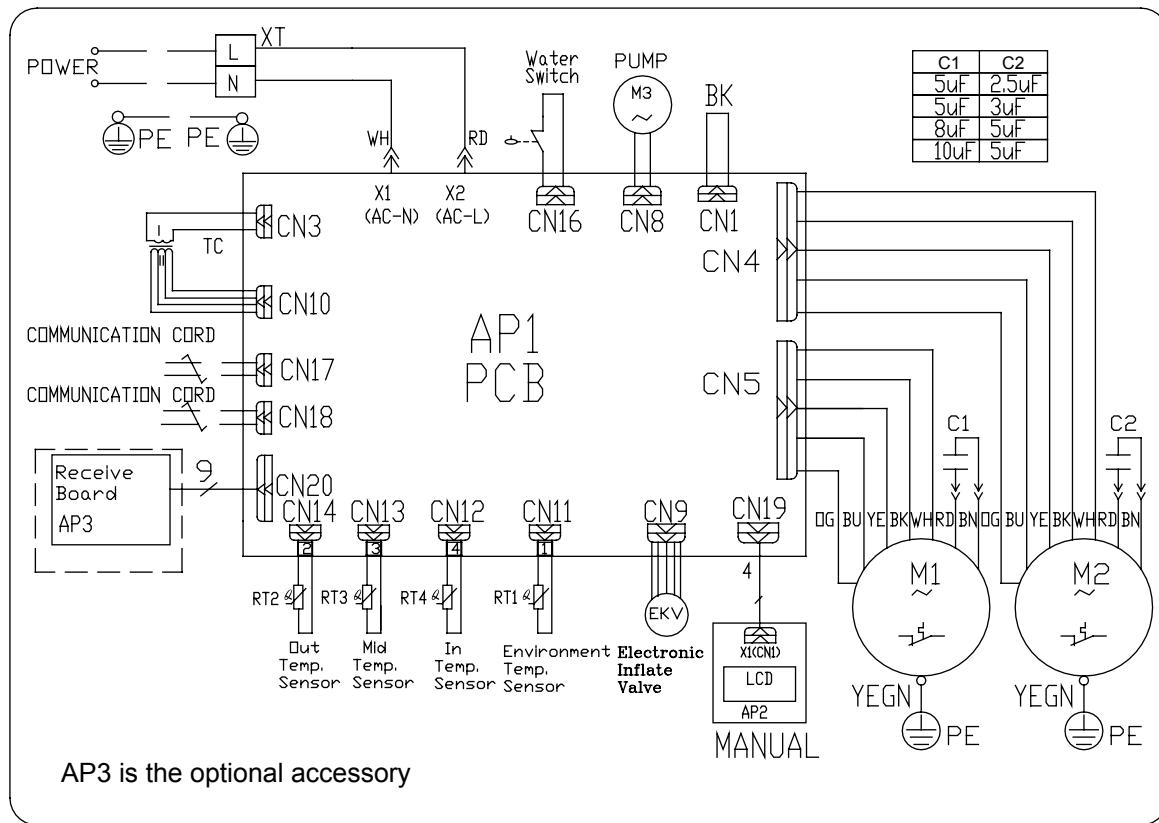 POWER
L
XT
N
PE
PE
WH
RD
X1
(AC-N)
X2
(AC-L)
Water
Switch
CN16
PUMP
M3
~
CN8
BK
CN1
C1 C2
5uF 2.5uF
5uF 3uF
8uF 5uF
10uF 5uF
CN3
I
II
TC
CN10
COMMUNICATION CORD
CN17
COMMUNICATION CORD
CN18
Receive
Board
AP3
9
CN20
AP1
PCB
CN4
CN5
CN14
CN13
CN12
CN11
CN9
CN19
2
3
4
1
4
RT2
RT3
RT4
RT1
Out
Temp.
Sensor
Mid
Temp.
Sensor
In
Temp.
Sensor
Environment
Temp.
Sensor
EKV
Electronic
Inflate
Valve
X1(CN1)
LCD
AP2
MANUAL
C1
C2
OG BU YE BK WH RD BN
OG BU YE BK WH RD BN
M1
~
M2
~
YEGN
PE
YEGN
PE
AP3 is the optional accessory